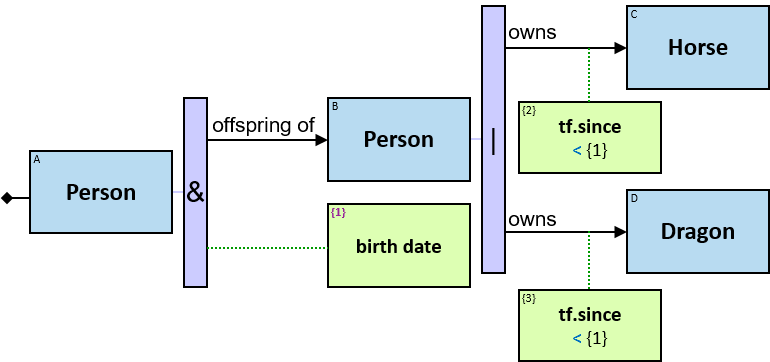 A
Person
&
offspring of
B
Person
{1}
birth date
|
owns
C
Horse
{2}
tf.since
< {1}
owns
D
Dragon
{3}
tf.since
< {1}